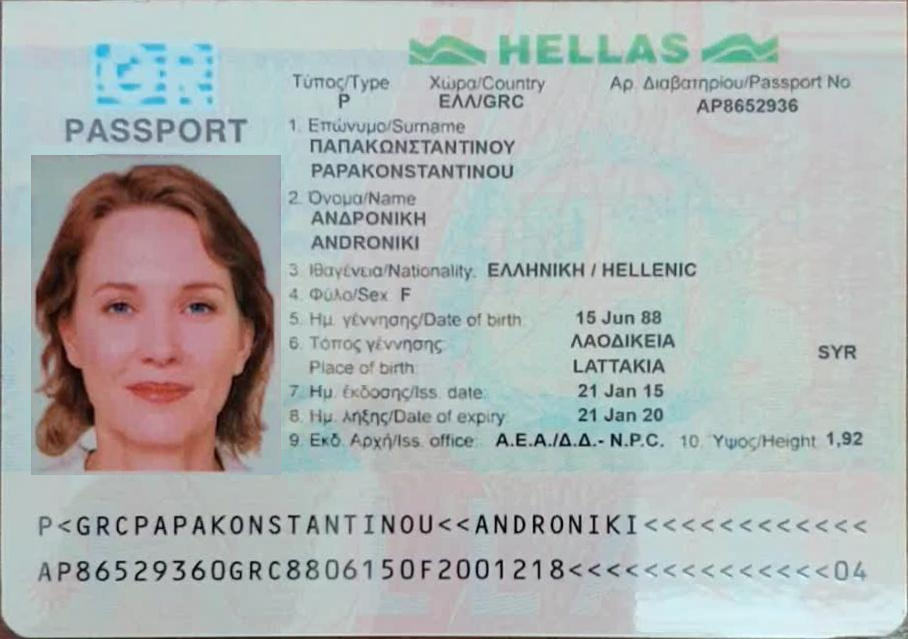 GR
PASSPORT
HELLAS
Τύπος/Type Χώρα/Country Αρ. Διαβατηρίου/Passport No
P ΕΛΛ/GRC AP8652936
1. Επώνυμο/Surname
ΠΑΠΑΚΩΝΣΤΑΝΤΙΝΟΥ
PAPAKONSTANTINOU
2. Όνομα/Name
ΑΝΔΡΟΝΙΚΗ
ANDRONIKI
3. Ιθαγένεια/Nationality. ΕΛΛΗΝΙΚΗ / HELLENIC
4. Φύλο/Sex F
5. Ημ. γέννησης/Date of birth 15 Jun 88
6. Τόπος γέννησης ΛΑΟΔΙΚΕΙΑ
Place of birth: LATTAKIA SYR
7. Ημ. έκδοσης/Iss. date: 21 Jan 15
8. Ημ. λήξης/Date of expiry 21 Jan 20
9. Εκδ. Αρχή/Iss. office: Α.Ε.Α./Δ.Δ.- N.P.C. 10. Ύψος/Height 1,92
P<GRCPAPAKONSTANTINOU<<ANDRONIKI<<<<<<<<<<<<
AP86529360GRC8806150F2001218<<<<<<<<<<<<<<04